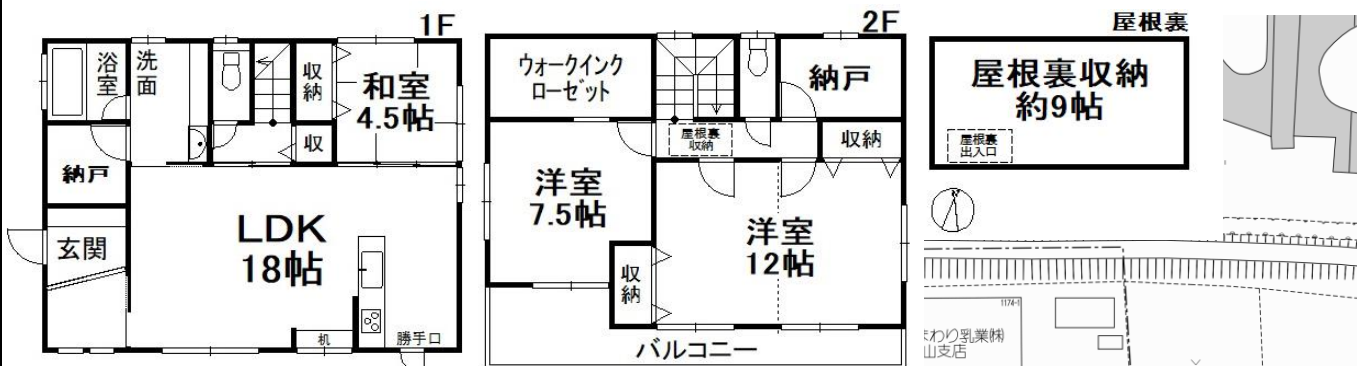 1F
浴室
洗面
収納
和室
4.5帖
収
納戸
玄関
LDK
18帖
机
勝手口
2F
ウォークイン
クローゼット
納戸
屋根裏
収納
収納
洋室
7.5帖
収納
洋室
12帖
バルコニー
屋根裏
屋根裏収納
約9帖
屋根裏
出入口
N
1174-1
まわり乳業㈱
山支店